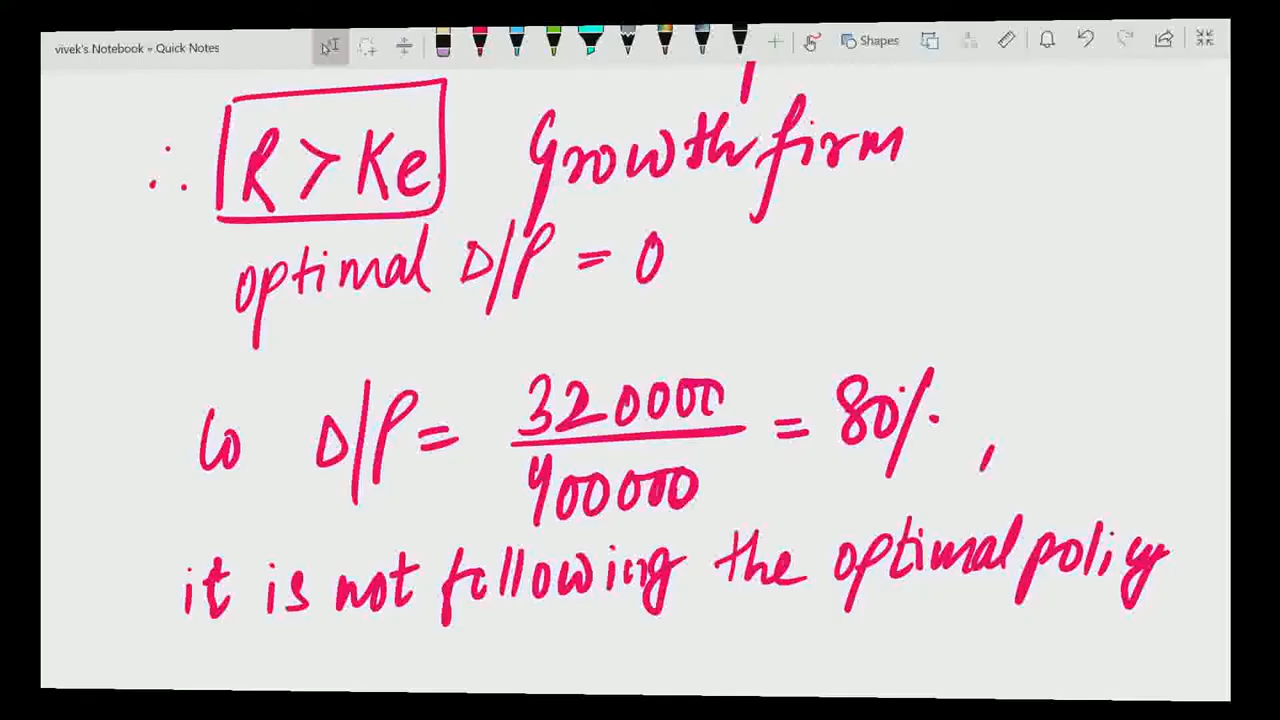 vivek's Notebook » Quick Notes
Shapes
∴ R > Ke Growth firm
optimal D/P = 0
Co D/P = 320000 / 400000 = 80% ,
it is not following the optimal policy